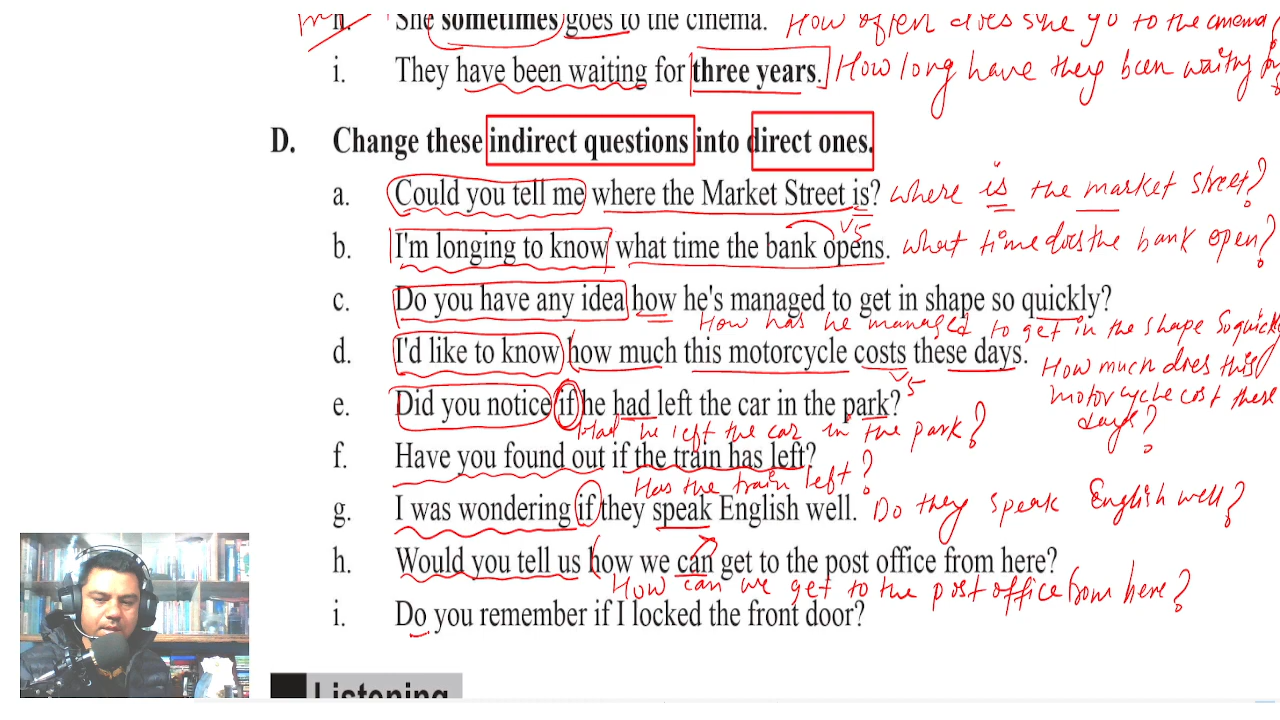 h. She sometimes goes to the cinema. How often does she go to the cinema?
i. They have been waiting for three years. How long have they been waiting for
D. Change these indirect questions into direct ones.
a. Could you tell me where the Market Street is? where is the market street?
b. I'm longing to know what time the bank opens. what time does the bank open?
V5
c. Do you have any idea how he's managed to get in shape so quickly?
How has he managed to get in the shape so quickly
d. I'd like to know how much this motorcycle costs these days. How much does this
V5
motorcycle cost these
days?
e. Did you notice if he had left the car in the park?
Had he left the car in the park?
f. Have you found out if the train has left?
Has the train left?
g. I was wondering if they speak English well. Do they speak English well?
h. Would you tell us how we can get to the post office from here?
How can we get to the post office from here?
i. Do you remember if I locked the front door?
Listening